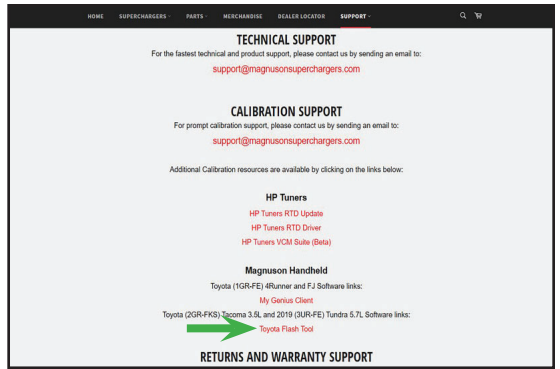 HOME SUPERCHARGERS PARTS MERCHANDISE DEALER LOCATOR SUPPORT
TECHNICAL SUPPORT
For the fastest technical and product support, please contact us by sending an email to:
support@magnusonsuperchargers.com
CALIBRATION SUPPORT
For prompt calibration support, please contact us by sending an email to:
support@magnusonsuperchargers.com
Additional Calibration resources are available by clicking on the links below:
HP Tuners
HP Tuners RTD Update
HP Tuners RTD Driver
HP Tuners VCM Suite (Beta)
Magnuson Handheld
Toyota (1GR-FE) 4Runner and FJ Software links:
My Genius Client
Toyota (2GR-FKS) Tacoma 3.5L and 2019 (3UR-FE) Tundra 5.7L Software links:
Toyota Flash Tool
RETURNS AND WARRANTY SUPPORT